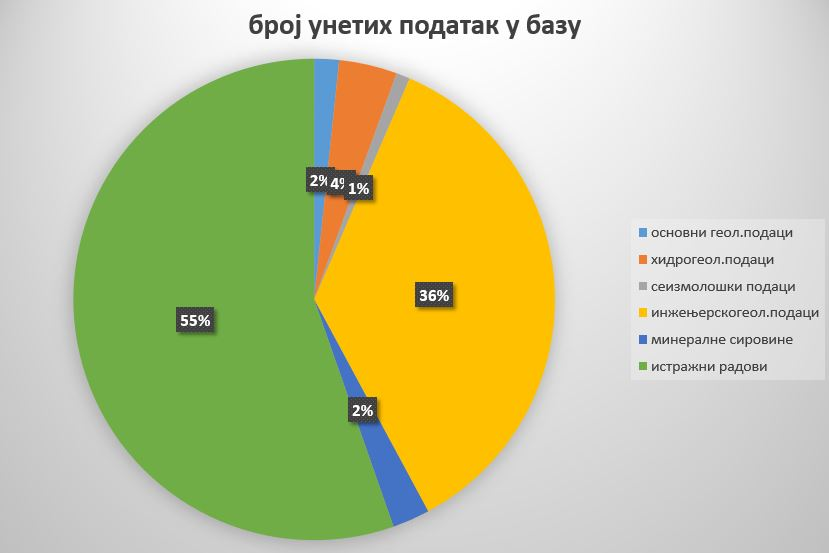 број унетих податак у базу
2%
4%
1%
36%
2%
55%
основни геол.подаци
хидрогеол.подаци
сеизмолошки подаци
инжењерскогеол.подаци
минералне сировине
истражни радови